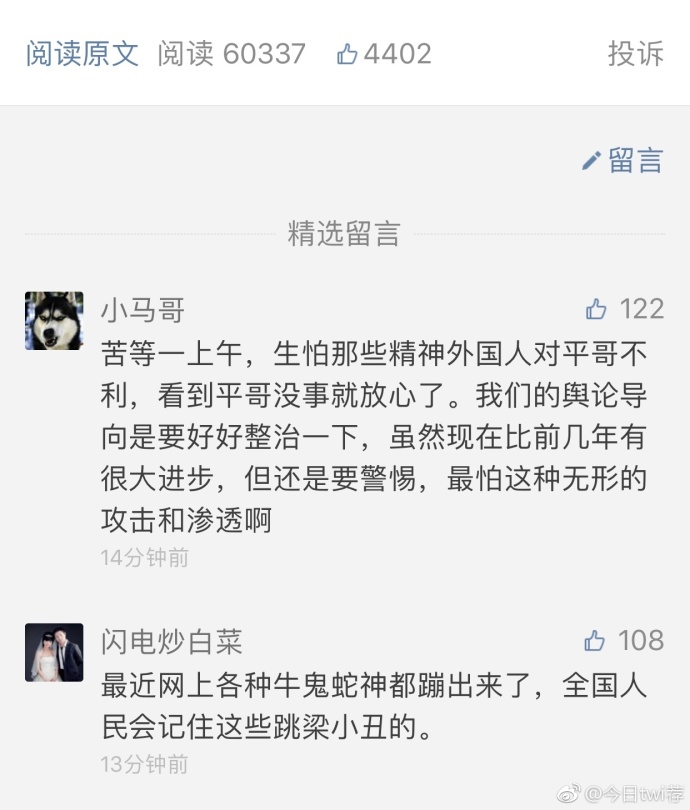 阅读原文 阅读 60337 4402 投诉
留言
精选留言
小马哥 122
苦等一上午，生怕那些精神外国人对平哥不
利，看到平哥没事就放心了。我们的舆论导
向是要好好整治一下，虽然现在比前几年有
很大进步，但还是要警惕，最怕这种无形的
攻击和渗透啊
14分钟前
闪电炒白菜 108
最近网上各种牛鬼蛇神都蹦出来了，全国人
民会记住这些跳梁小丑的。
13分钟前
@今日twi荐